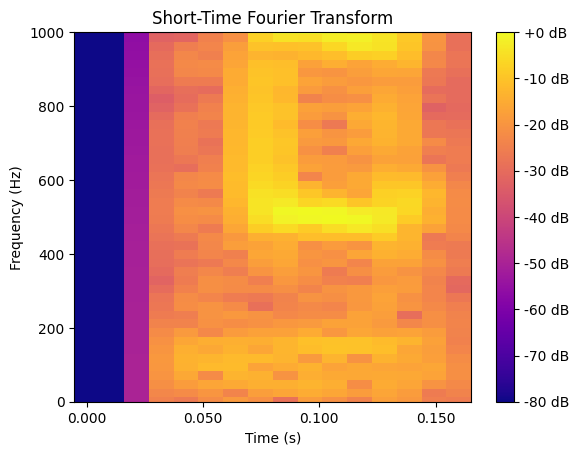 Short-Time Fourier Transform
1000
800
600
400
200
0
Frequency (Hz)
0.000
0.050
0.100
0.150
Time (s)
+0 dB
-10 dB
-20 dB
-30 dB
-40 dB
-50 dB
-60 dB
-70 dB
-80 dB